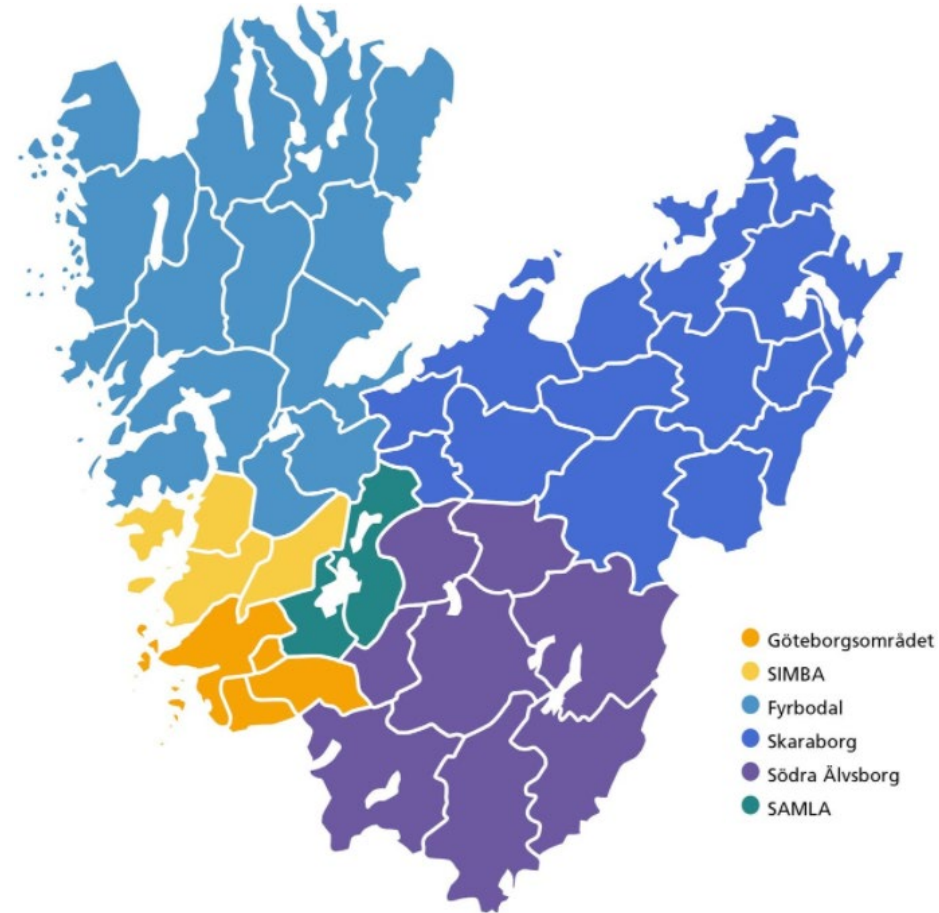 Göteborgsområdet
SIMBA
Fyrbodal
Skaraborg
Södra Älvsborg
SAMLA